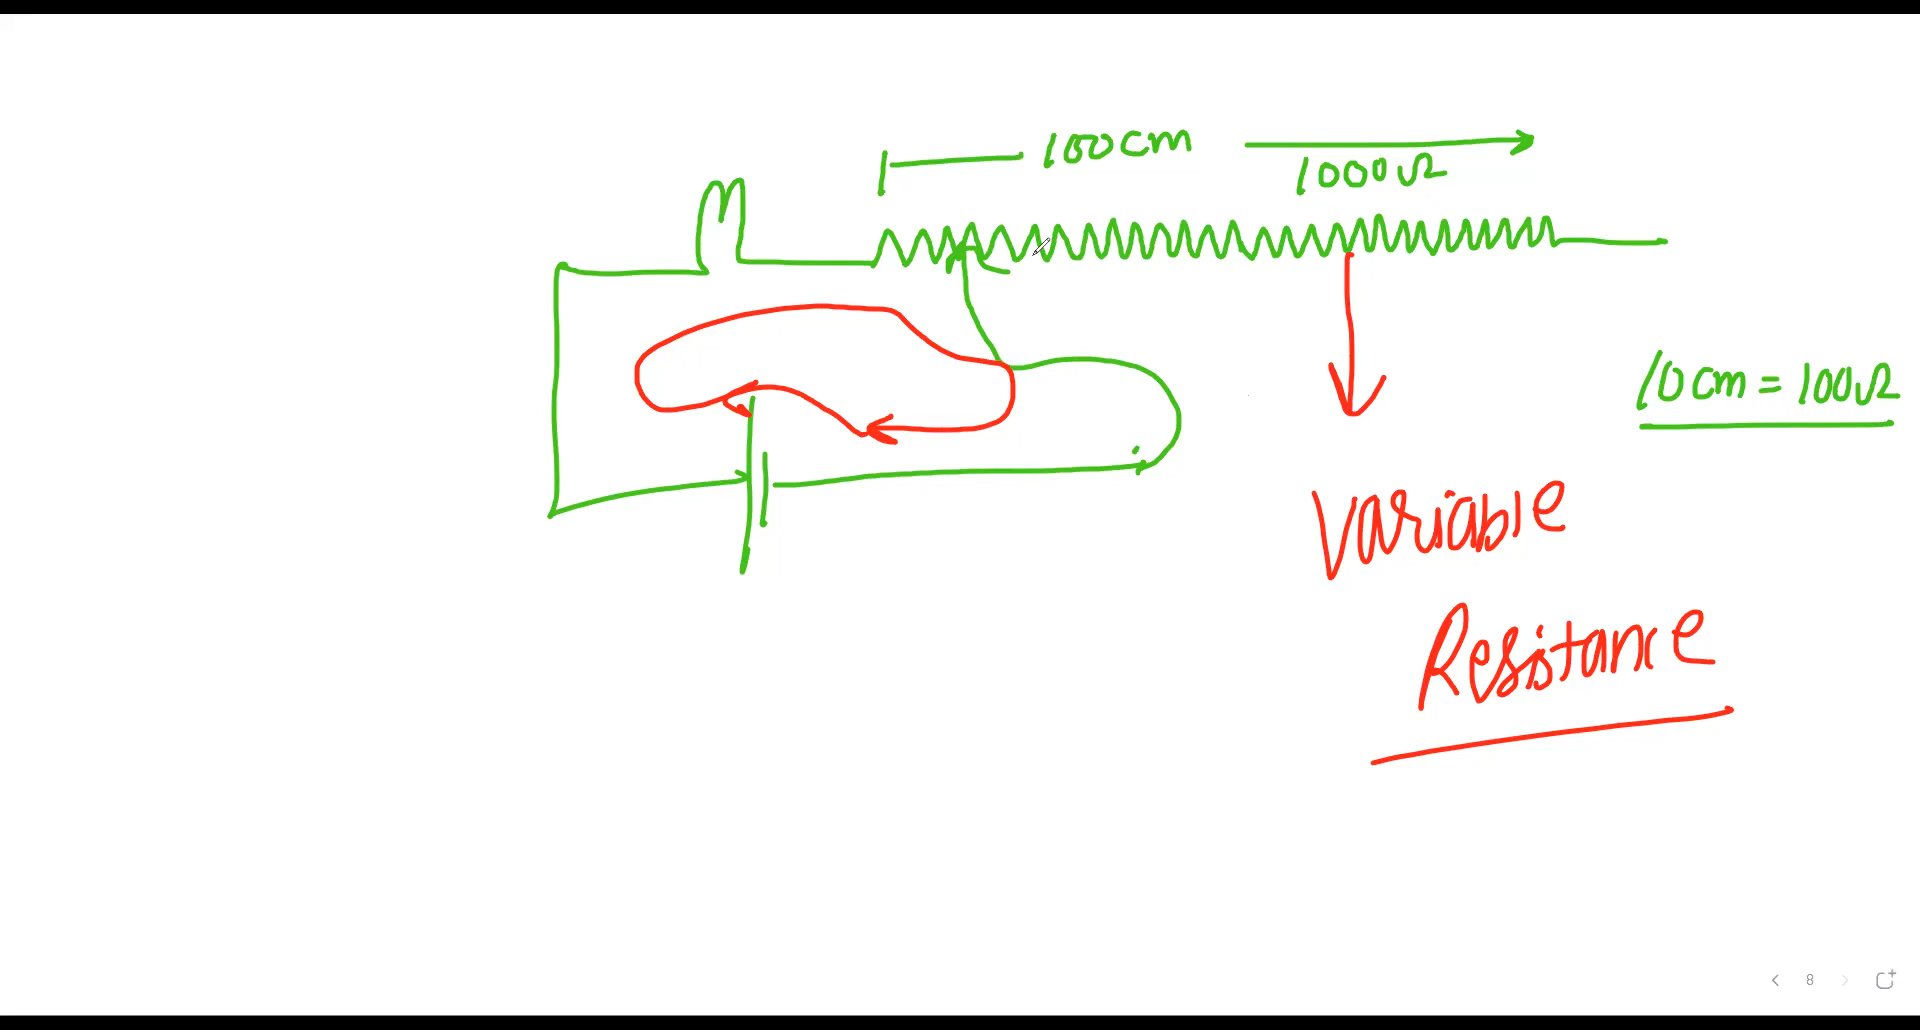 100cm
1000Ω
10cm = 100Ω
Variable
Resistance
8